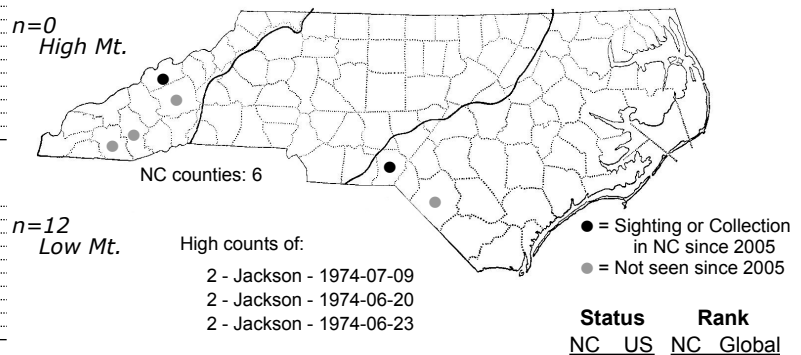 n=0
High Mt.
NC counties: 6
n=12
Low Mt.
High counts of:
2 - Jackson - 1974-07-09
2 - Jackson - 1974-06-20
2 - Jackson - 1974-06-23
● = Sighting or Collection
in NC since 2005
● = Not seen since 2005
Status Rank
NC US NC Global